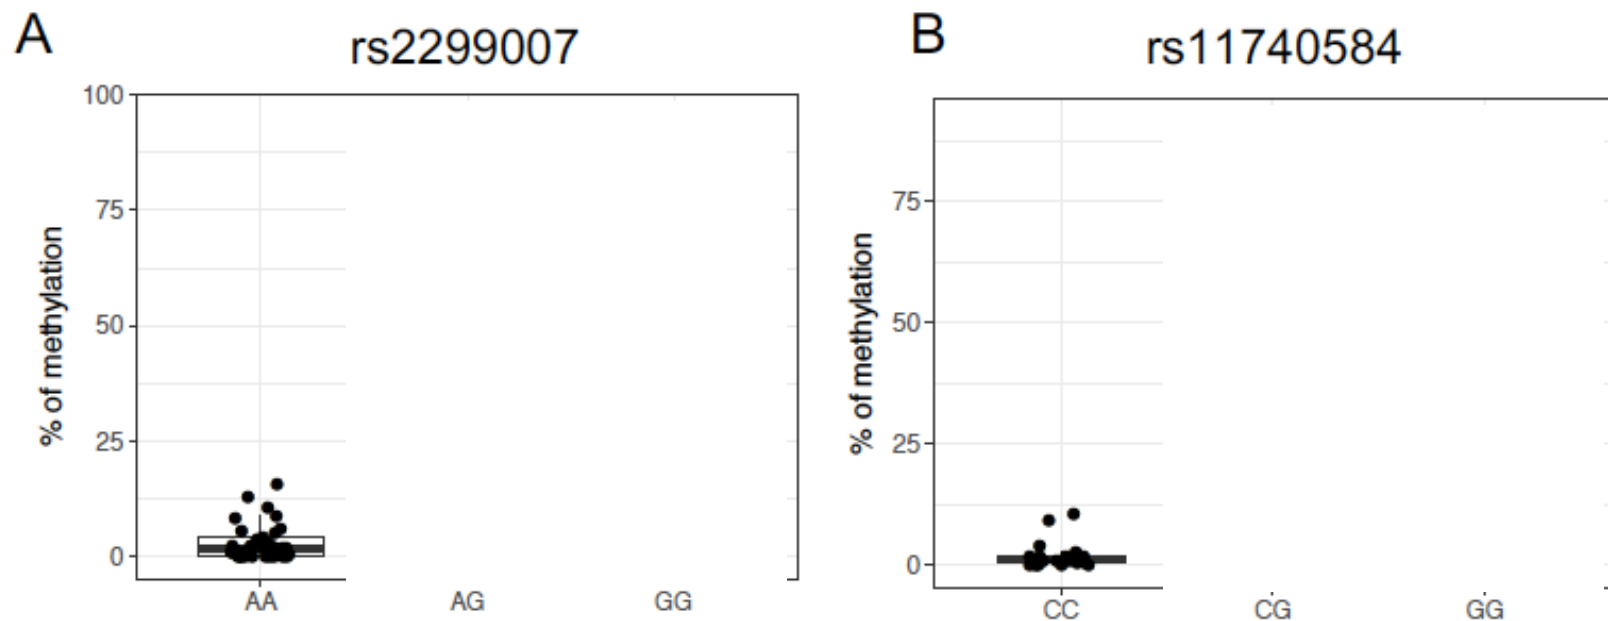 A
rs2299007
100
75
50
25
0
% of methylation
AA
AG
GG
B
rs11740584
75
50
25
0
% of methylation
CC
CG
GG